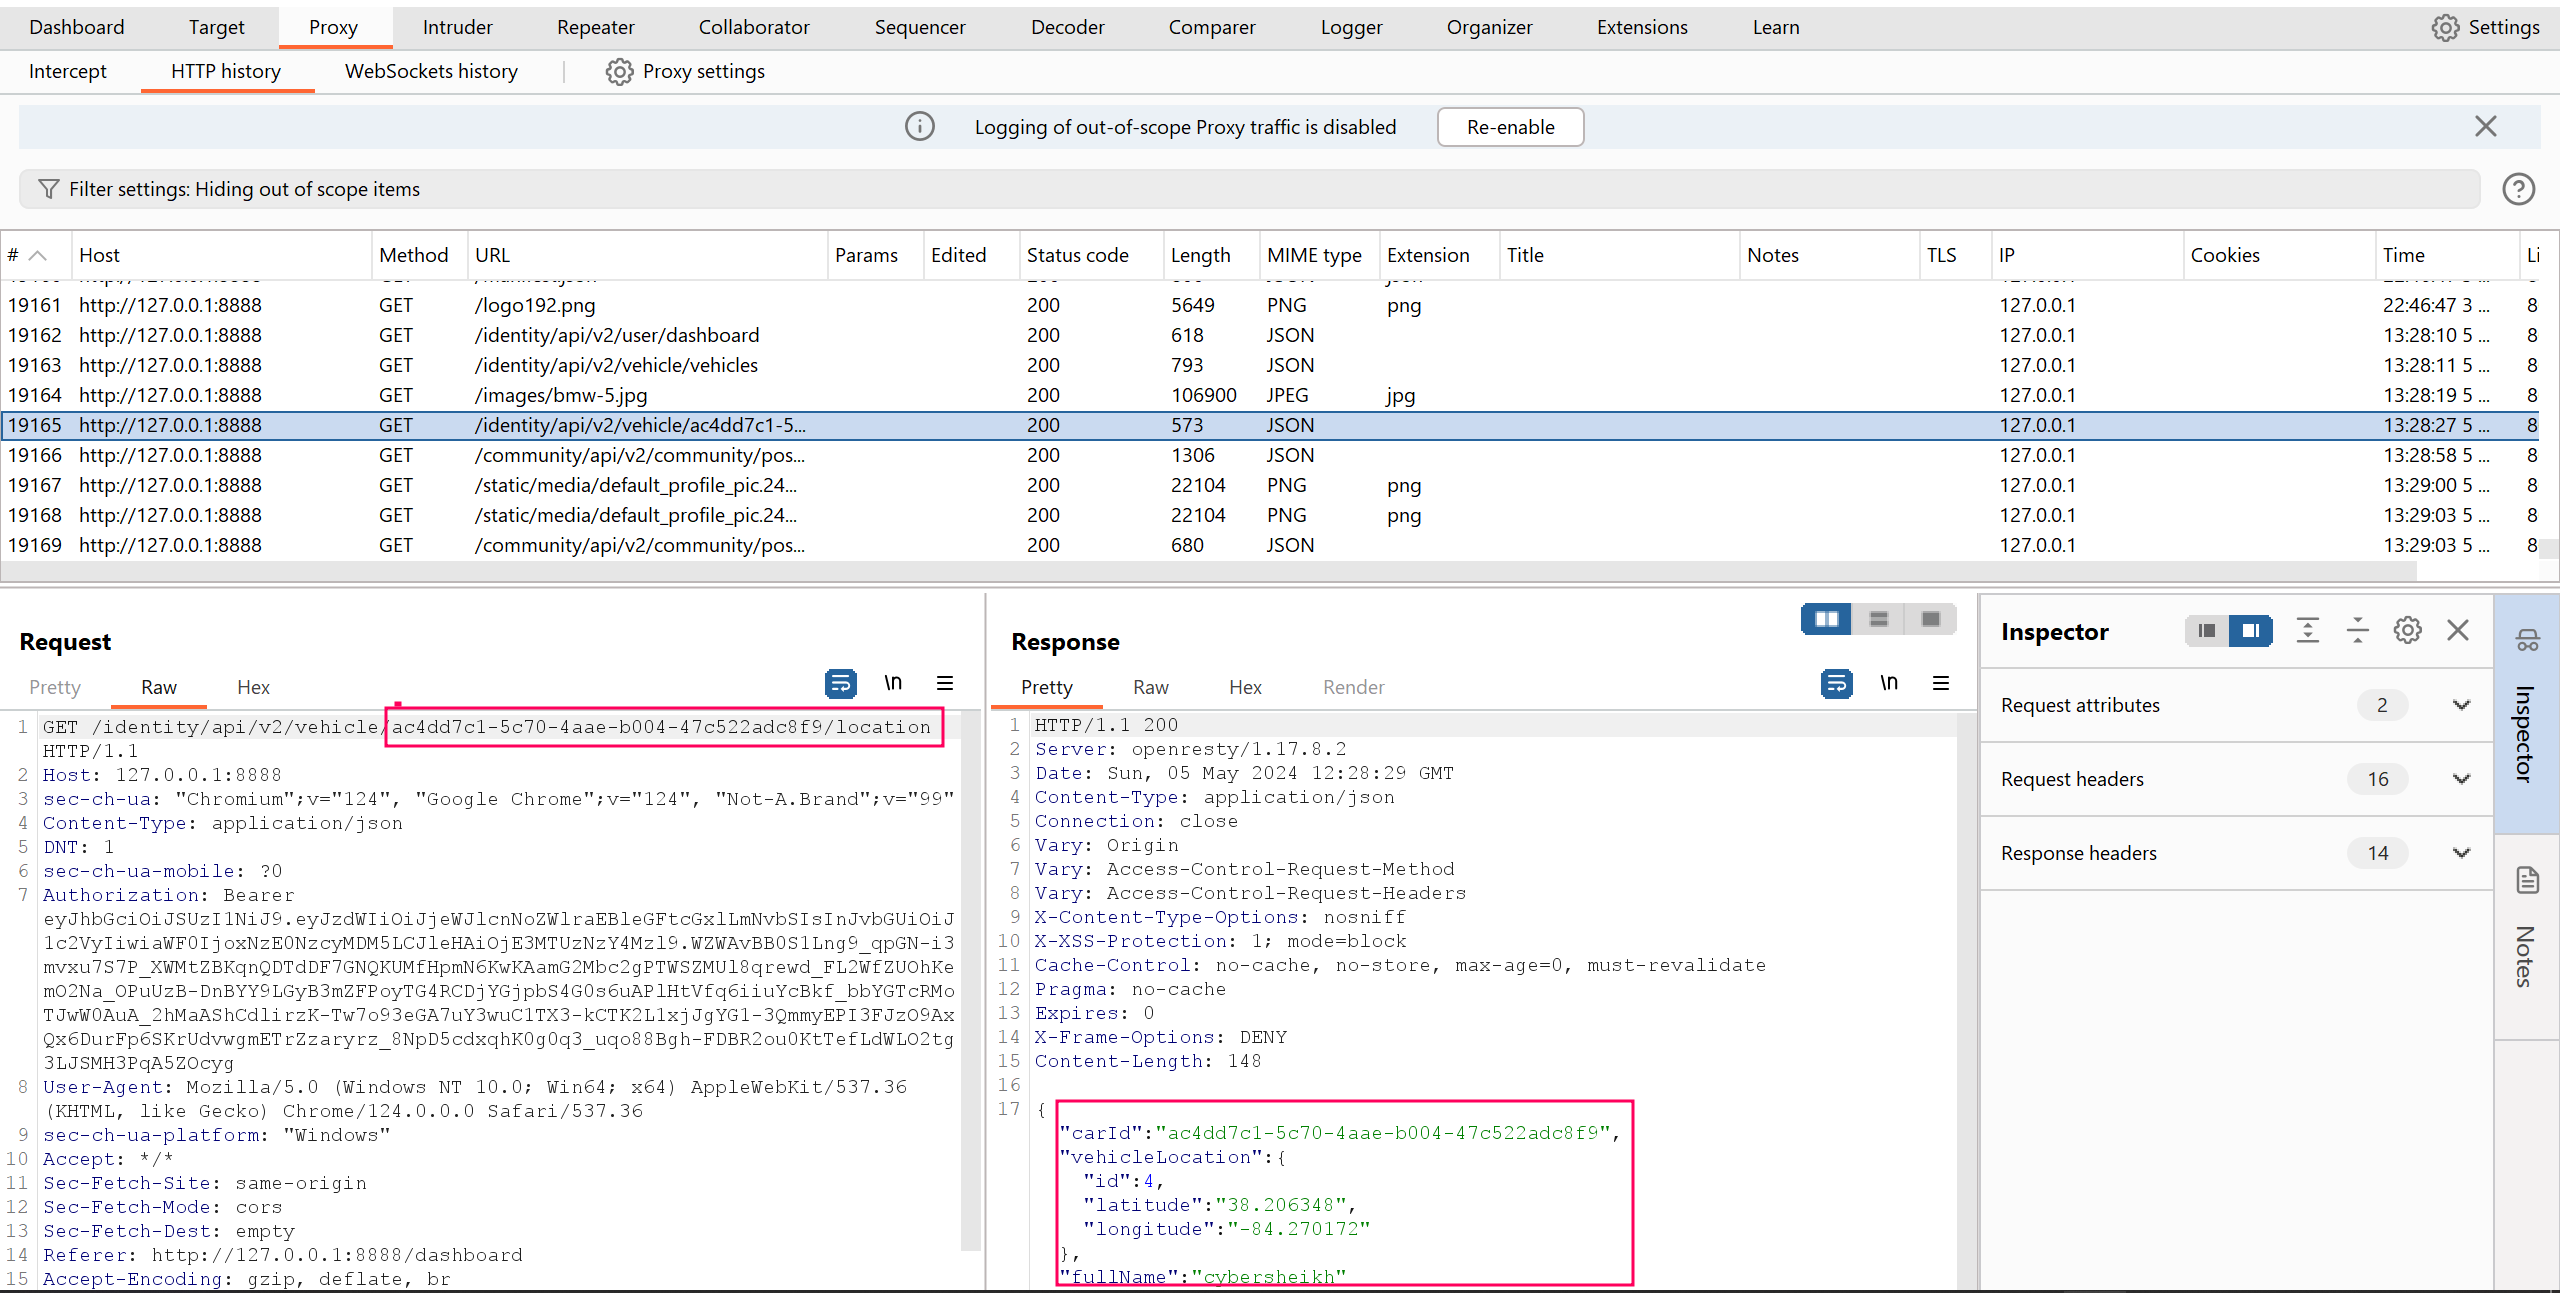 Dashboard Target Proxy Intruder Repeater Collaborator Sequencer Decoder Comparer Logger Organizer Extensions Learn Settings
Intercept HTTP history WebSockets history Proxy settings
Logging of out-of-scope Proxy traffic is disabled Re-enable
Filter settings: Hiding out of scope items
# Host Method URL Params Edited Status code Length MIME type Extension Title Notes TLS IP Cookies Time Li
19161 http://127.0.0.1:8888 GET /logo192.png 200 5649 PNG png 127.0.0.1 22:46:47 3 ... 8
19162 http://127.0.0.1:8888 GET /identity/api/v2/user/dashboard 200 618 JSON 127.0.0.1 13:28:10 5 ... 8
19163 http://127.0.0.1:8888 GET /identity/api/v2/vehicle/vehicles 200 793 JSON 127.0.0.1 13:28:11 5 ... 8
19164 http://127.0.0.1:8888 GET /images/bmw-5.jpg 200 106900 JPEG jpg 127.0.0.1 13:28:19 5 ... 8
19165 http://127.0.0.1:8888 GET /identity/api/v2/vehicle/ac4dd7c1-5... 200 573 JSON 127.0.0.1 13:28:27 5 ... 8
19166 http://127.0.0.1:8888 GET /community/api/v2/community/pos... 200 1306 JSON 127.0.0.1 13:28:58 5 ... 8
19167 http://127.0.0.1:8888 GET /static/media/default_profile_pic.24... 200 22104 PNG png 127.0.0.1 13:29:00 5 ... 8
19168 http://127.0.0.1:8888 GET /static/media/default_profile_pic.24... 200 22104 PNG png 127.0.0.1 13:29:03 5 ... 8
19169 http://127.0.0.1:8888 GET /community/api/v2/community/pos... 200 680 JSON 127.0.0.1 13:29:03 5 ... 8
Request
Pretty Raw Hex \n
1 GET /identity/api/v2/vehicle/ac4dd7c1-5c70-4aae-b004-47c522adc8f9/location
HTTP/1.1
2 Host: 127.0.0.1:8888
3 sec-ch-ua: "Chromium";v="124", "Google Chrome";v="124", "Not-A.Brand";v="99"
4 Content-Type: application/json
5 DNT: 1
6 sec-ch-ua-mobile: ?0
7 Authorization: Bearer
eyJhbGciOiJSUzI1NiJ9.eyJzdWIiOiJjeWJlcnNoZWlraEBleGFtcGxlLmNvbSIsInJvbGUiOiJ
1c2VyIiwiaWF0IjoxNzE0NzcyMDM5LCJleHAiOjE3MTUzNzY4Mzl9.WZWAvBB0S1Lng9_qpGN-i3
mvxu7S7P_XWMtZBKqnQDTdDF7GNQKUMfHpmN6KwKAamG2Mbc2gPTWSZMUl8qrewd_FL2WfZUOhKe
mO2Na_OPuUzB-DnBYY9LGyB3mZFPoyTG4RCDjYGjpbS4G0s6uAPlHtVfq6iiuYcBkf_bbYGTcRMo
TJwW0AuA_2hMaAShCdlirzK-Tw7o93eGA7uY3wuC1TX3-kCTK2L1xjJgYG1-3QmmyEPI3FJzO9Ax
Qx6DurFp6SKrUdvwgmETrZzaryrz_8NpD5cdxqhK0g0q3_uqo88Bgh-FDBR2ou0KtTefLdWLO2tg
3LJSMH3PqA5ZOcyg
8 User-Agent: Mozilla/5.0 (Windows NT 10.0; Win64; x64) AppleWebKit/537.36
(KHTML, like Gecko) Chrome/124.0.0.0 Safari/537.36
9 sec-ch-ua-platform: "Windows"
10 Accept: */*
11 Sec-Fetch-Site: same-origin
12 Sec-Fetch-Mode: cors
13 Sec-Fetch-Dest: empty
14 Referer: http://127.0.0.1:8888/dashboard
15 Accept-Encoding: gzip, deflate, br
Response
Pretty Raw Hex Render \n
1 HTTP/1.1 200
2 Server: openresty/1.17.8.2
3 Date: Sun, 05 May 2024 12:28:29 GMT
4 Content-Type: application/json
5 Connection: close
6 Vary: Origin
7 Vary: Access-Control-Request-Method
8 Vary: Access-Control-Request-Headers
9 X-Content-Type-Options: nosniff
10 X-XSS-Protection: 1; mode=block
11 Cache-Control: no-cache, no-store, max-age=0, must-revalidate
12 Pragma: no-cache
13 Expires: 0
14 X-Frame-Options: DENY
15 Content-Length: 148
16
17 {
"carId":"ac4dd7c1-5c70-4aae-b004-47c522adc8f9",
"vehicleLocation":{
"id":4,
"latitude":"38.206348",
"longitude":"-84.270172"
},
"fullName":"cybersheikh"
Inspector
Request attributes 2
Request headers 16
Response headers 14
Inspector
Notes